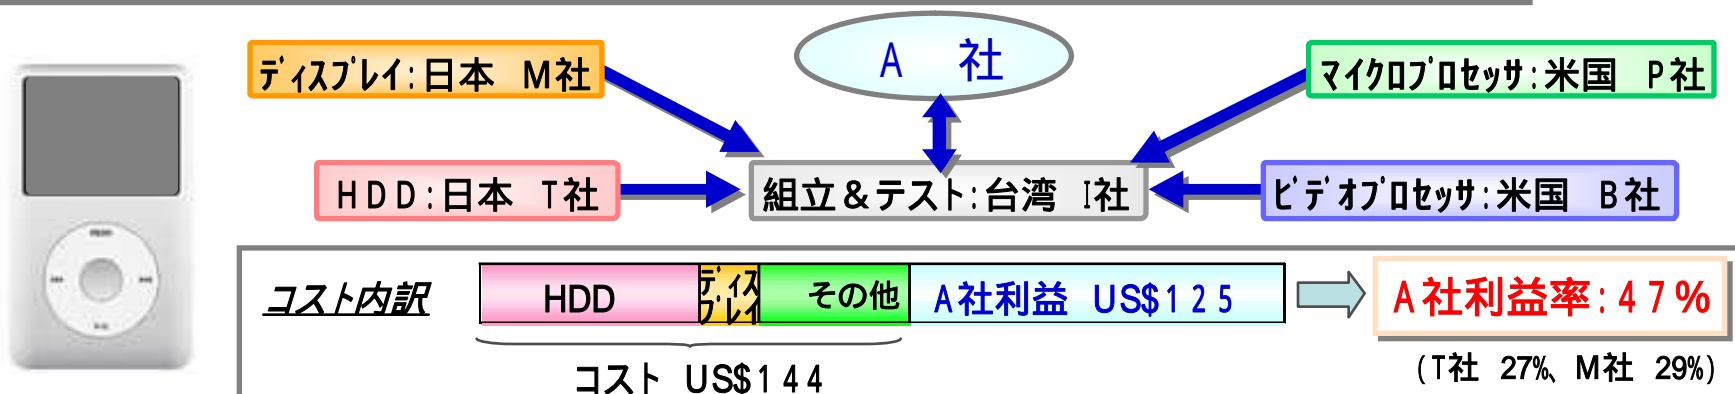 A 社
ﾃﾞｨｽﾌﾟﾚｲ:日本 M社
ﾏｲｸﾛﾌﾟﾛｾｯｻ:米国 P社
HDD:日本 T社
組立&テスト:台湾 I社
ﾋﾞﾃﾞｵﾌﾟﾛｾｯｻ:米国 B社
コスト内訳
HDD
ﾃﾞｨｽ
ﾌﾟﾚｲ
その他
A社利益 US$125
A社利益率:47%
コスト US$144
(T社 27%、M社 29%)